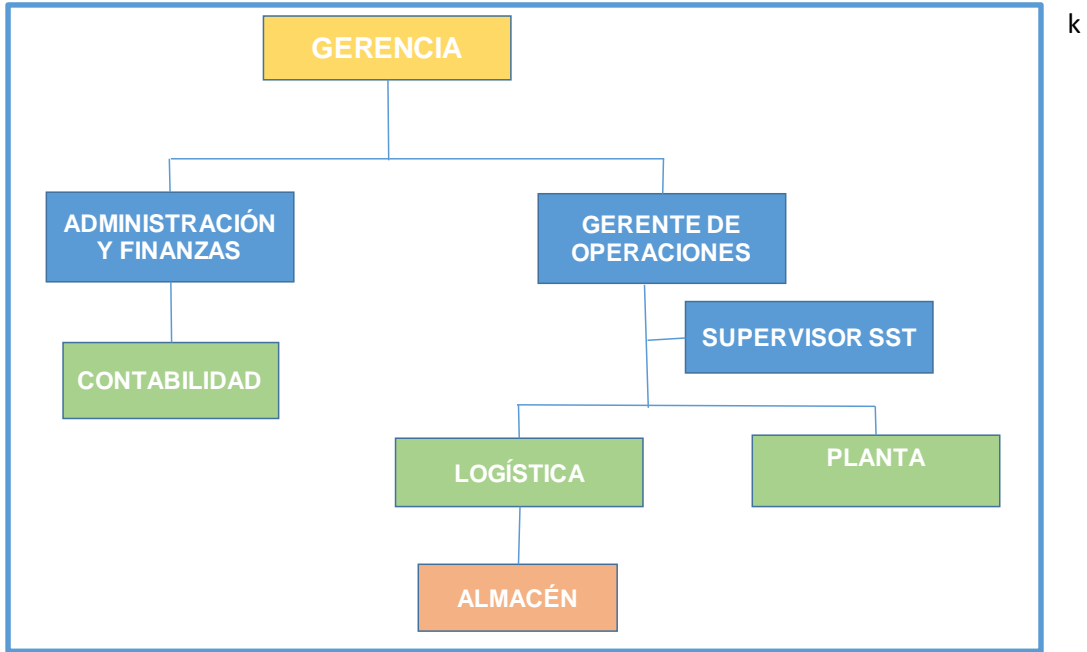 k
GERENCIA
ADMINISTRACIÓN
Y FINANZAS
GERENTE DE
OPERACIONES
SUPERVISOR SST
CONTABILIDAD
LOGÍSTICA
PLANTA
ALMACÉN